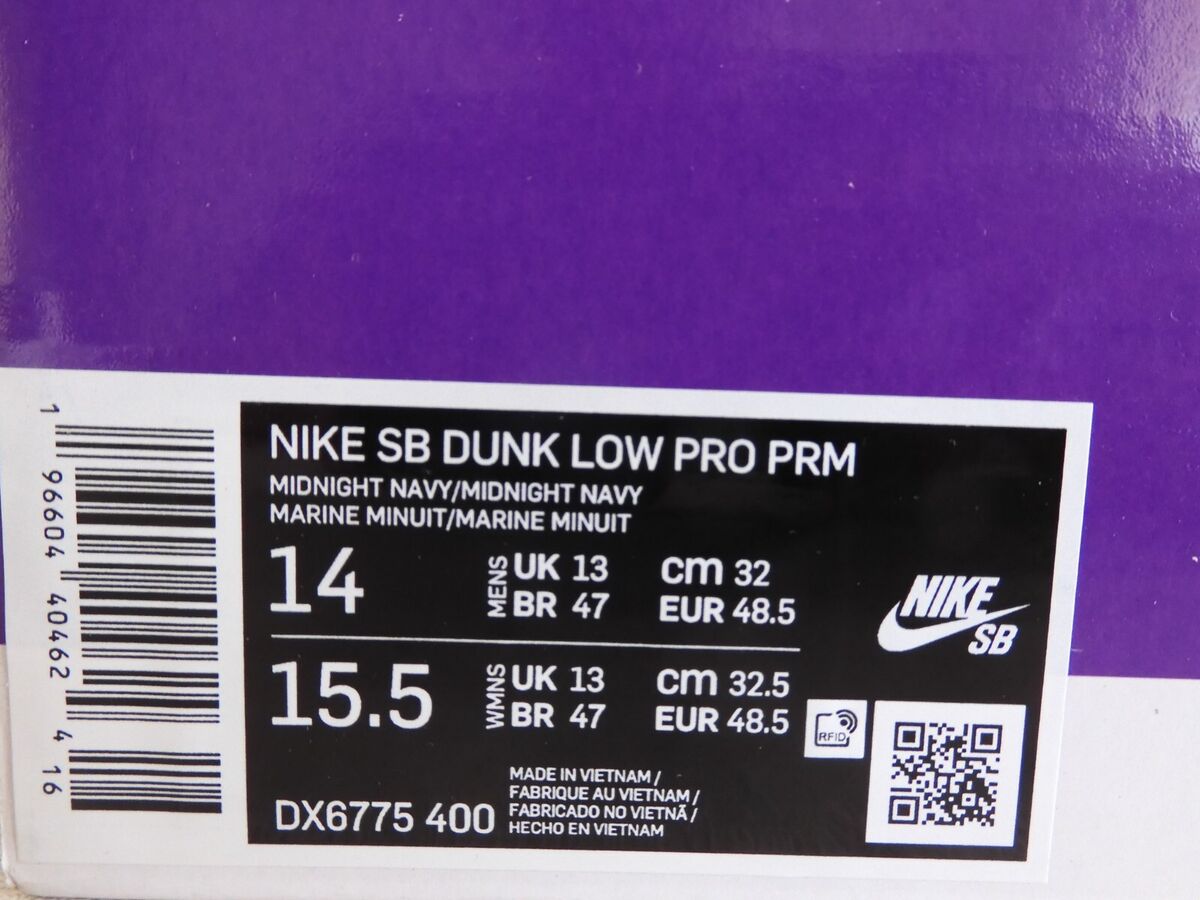 1 96604 40462 4 16
NIKE SB DUNK LOW PRO PRM
MIDNIGHT NAVY/MIDNIGHT NAVY
MARINE MINUIT/MARINE MINUIT
14 MENS UK 13 cm 32
BR 47 EUR 48.5
15.5 WMNS UK 13 cm 32.5
BR 47 EUR 48.5
NIKE
SB
RFID
DX6775 400
MADE IN VIETNAM /
FABRIQUE AU VIETNAM /
FABRICADO NO VIETNÃ /
HECHO EN VIETNAM